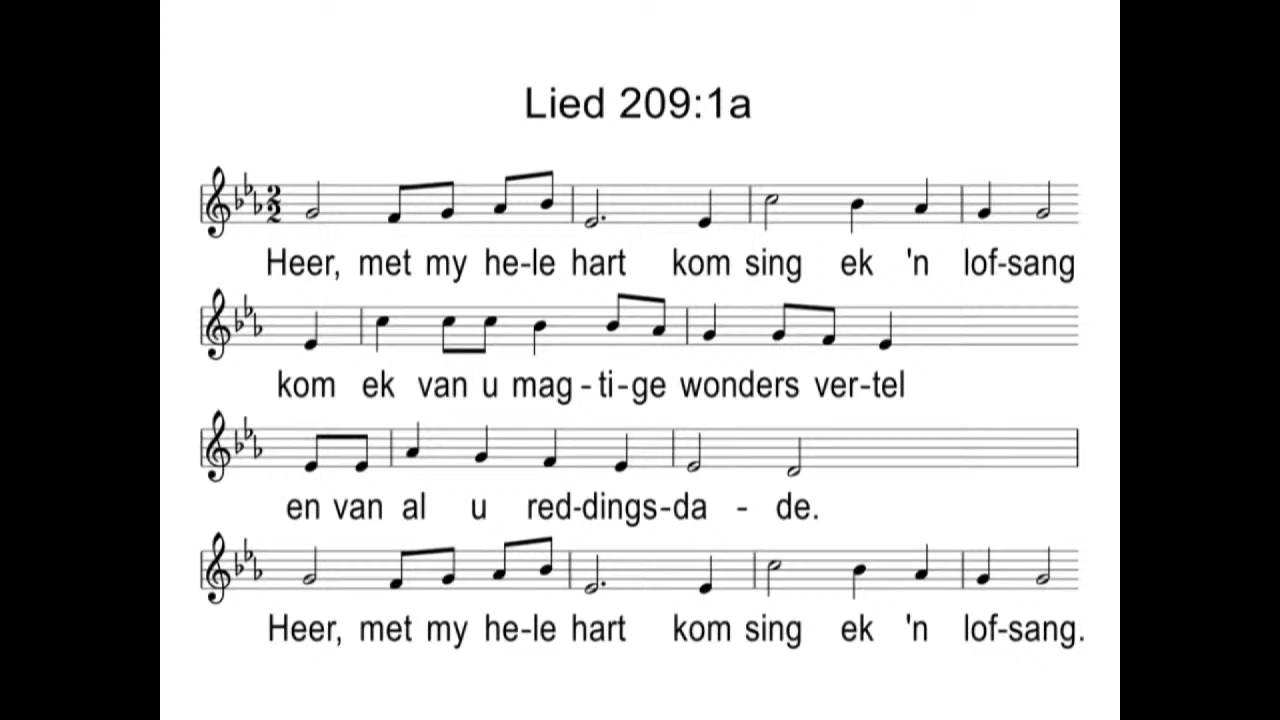 Lied 209:1a
2
2
Heer, met my he-le hart kom sing ek 'n lof-sang
kom ek van u mag-ti-ge wonders ver-tel
en van al u red-dings-da - de.
Heer, met my he-le hart kom sing ek 'n lof-sang.